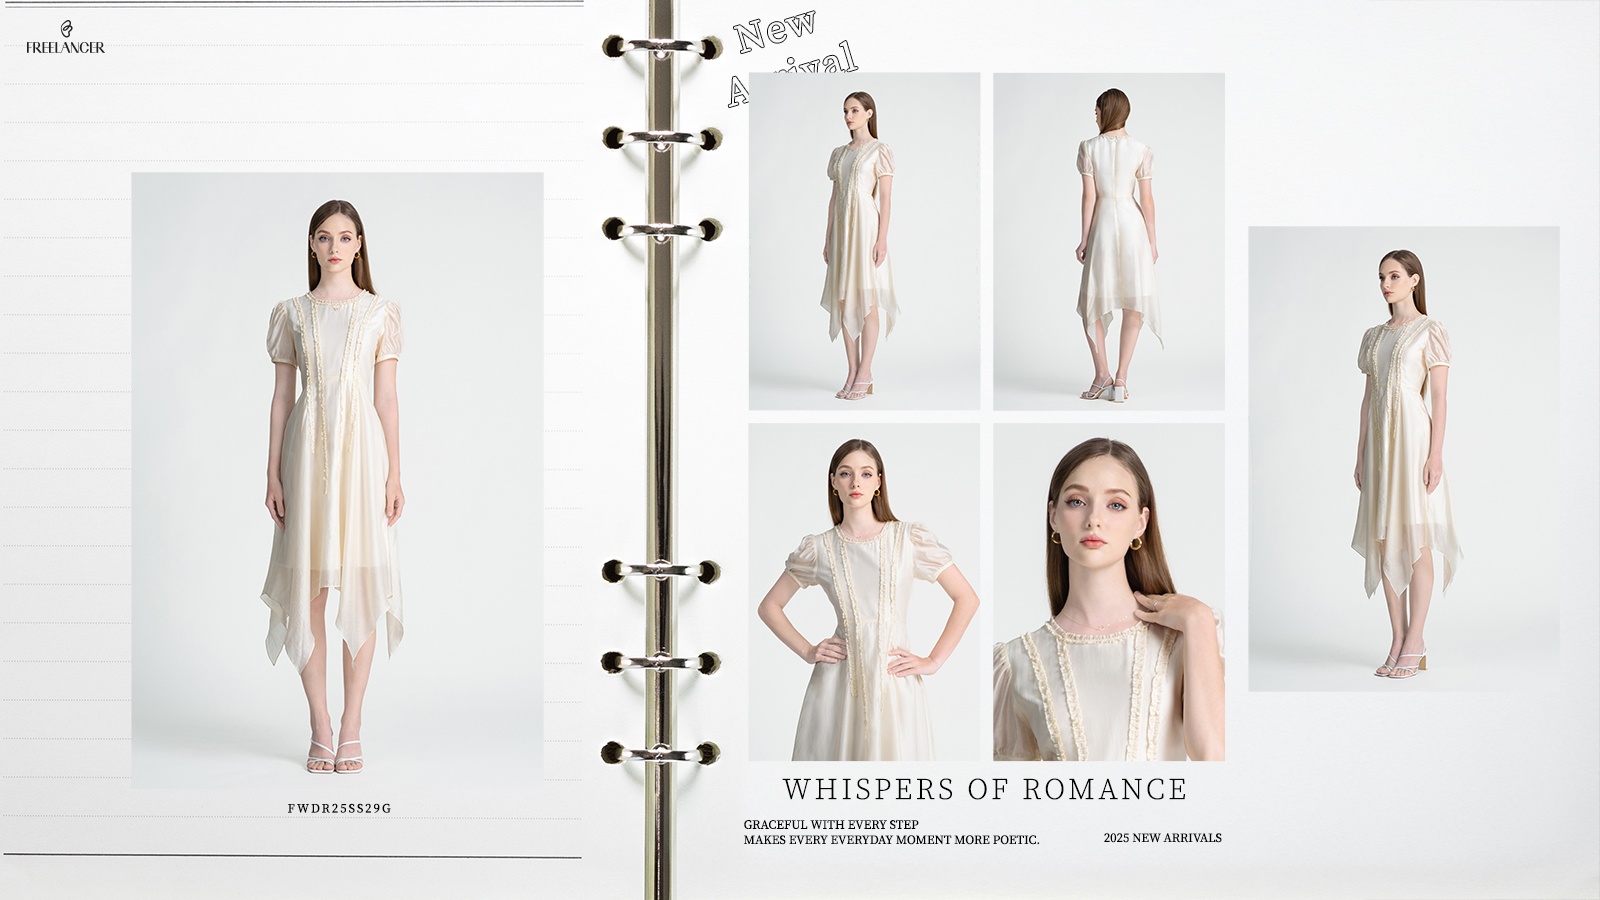 FREELANCER
New
Arrival
FWDR25SS29G
WHISPERS OF ROMANCE
GRACEFUL WITH EVERY STEP
MAKES EVERY EVERYDAY MOMENT MORE POETIC.
2025 NEW ARRIVALS